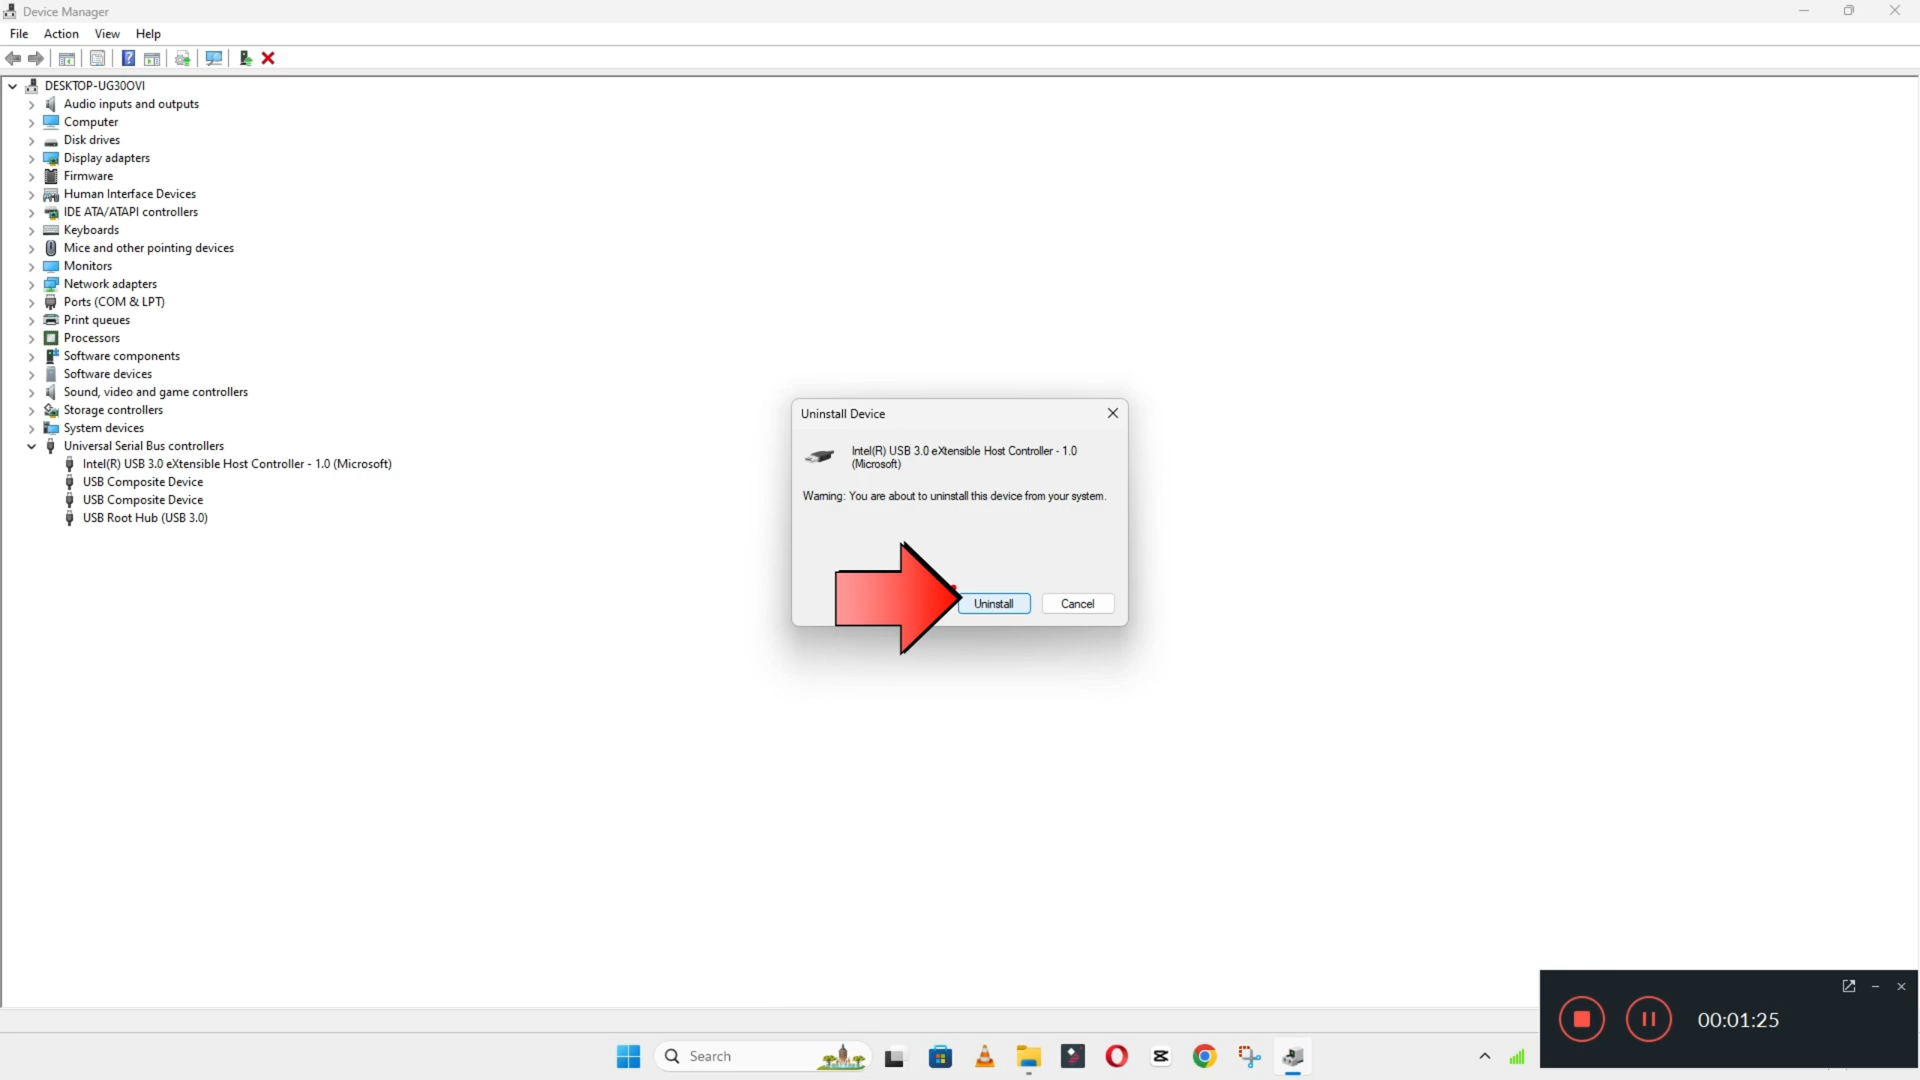 Device Manager
File Action View Help
DESKTOP-UG30OVI
Audio inputs and outputs
Computer
Disk drives
Display adapters
Firmware
Human Interface Devices
IDE ATA/ATAPI controllers
Keyboards
Mice and other pointing devices
Monitors
Network adapters
Ports (COM & LPT)
Print queues
Processors
Software components
Software devices
Sound, video and game controllers
Storage controllers
System devices
Universal Serial Bus controllers
Intel(R) USB 3.0 eXtensible Host Controller - 1.0 (Microsoft)
USB Composite Device
USB Composite Device
USB Root Hub (USB 3.0)
Uninstall Device
Intel(R) USB 3.0 eXtensible Host Controller - 1.0
(Microsoft)
Warning: You are about to uninstall this device from your system.
Uninstall Cancel
00:01:25
Search